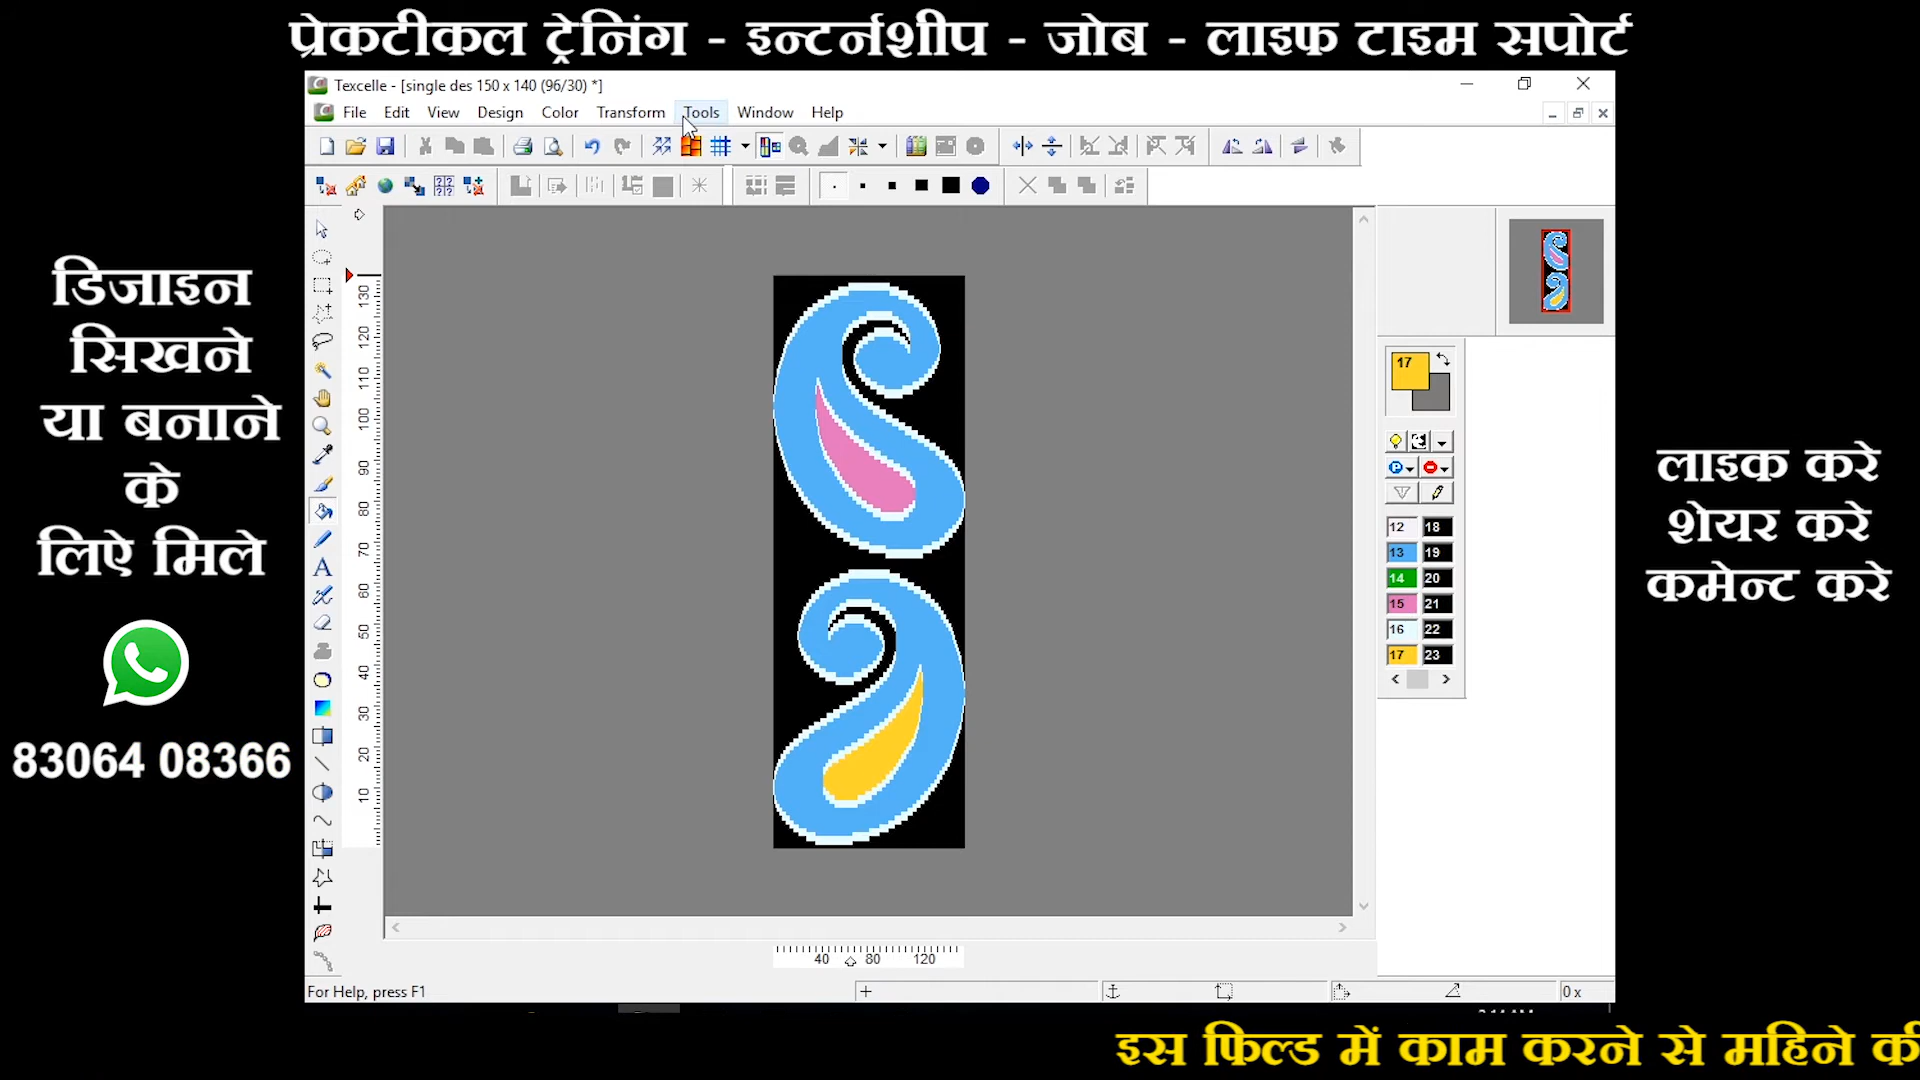 प्रेकटीकल ट्रेनिंग - इन्टर्नशीप - जोब - लाइफ टाइम सपोर्ट
Texcelle - [single des 150 x 140 (96/30) *]
File Edit View Design Color Transform Tools Window Help
डिजाइन
सिखने
या बनाने
के
लिऐ मिले
83064 08366
130
120
110
100
90
80
70
60
50
40
30
20
10
40 80 120
17
12 18
13 19
14 20
15 21
16 22
17 23
लाइक करे
शेयर करे
कमेन्ट करे
For Help, press F1
0 x
इस फिल्ड में काम करने से महिने की